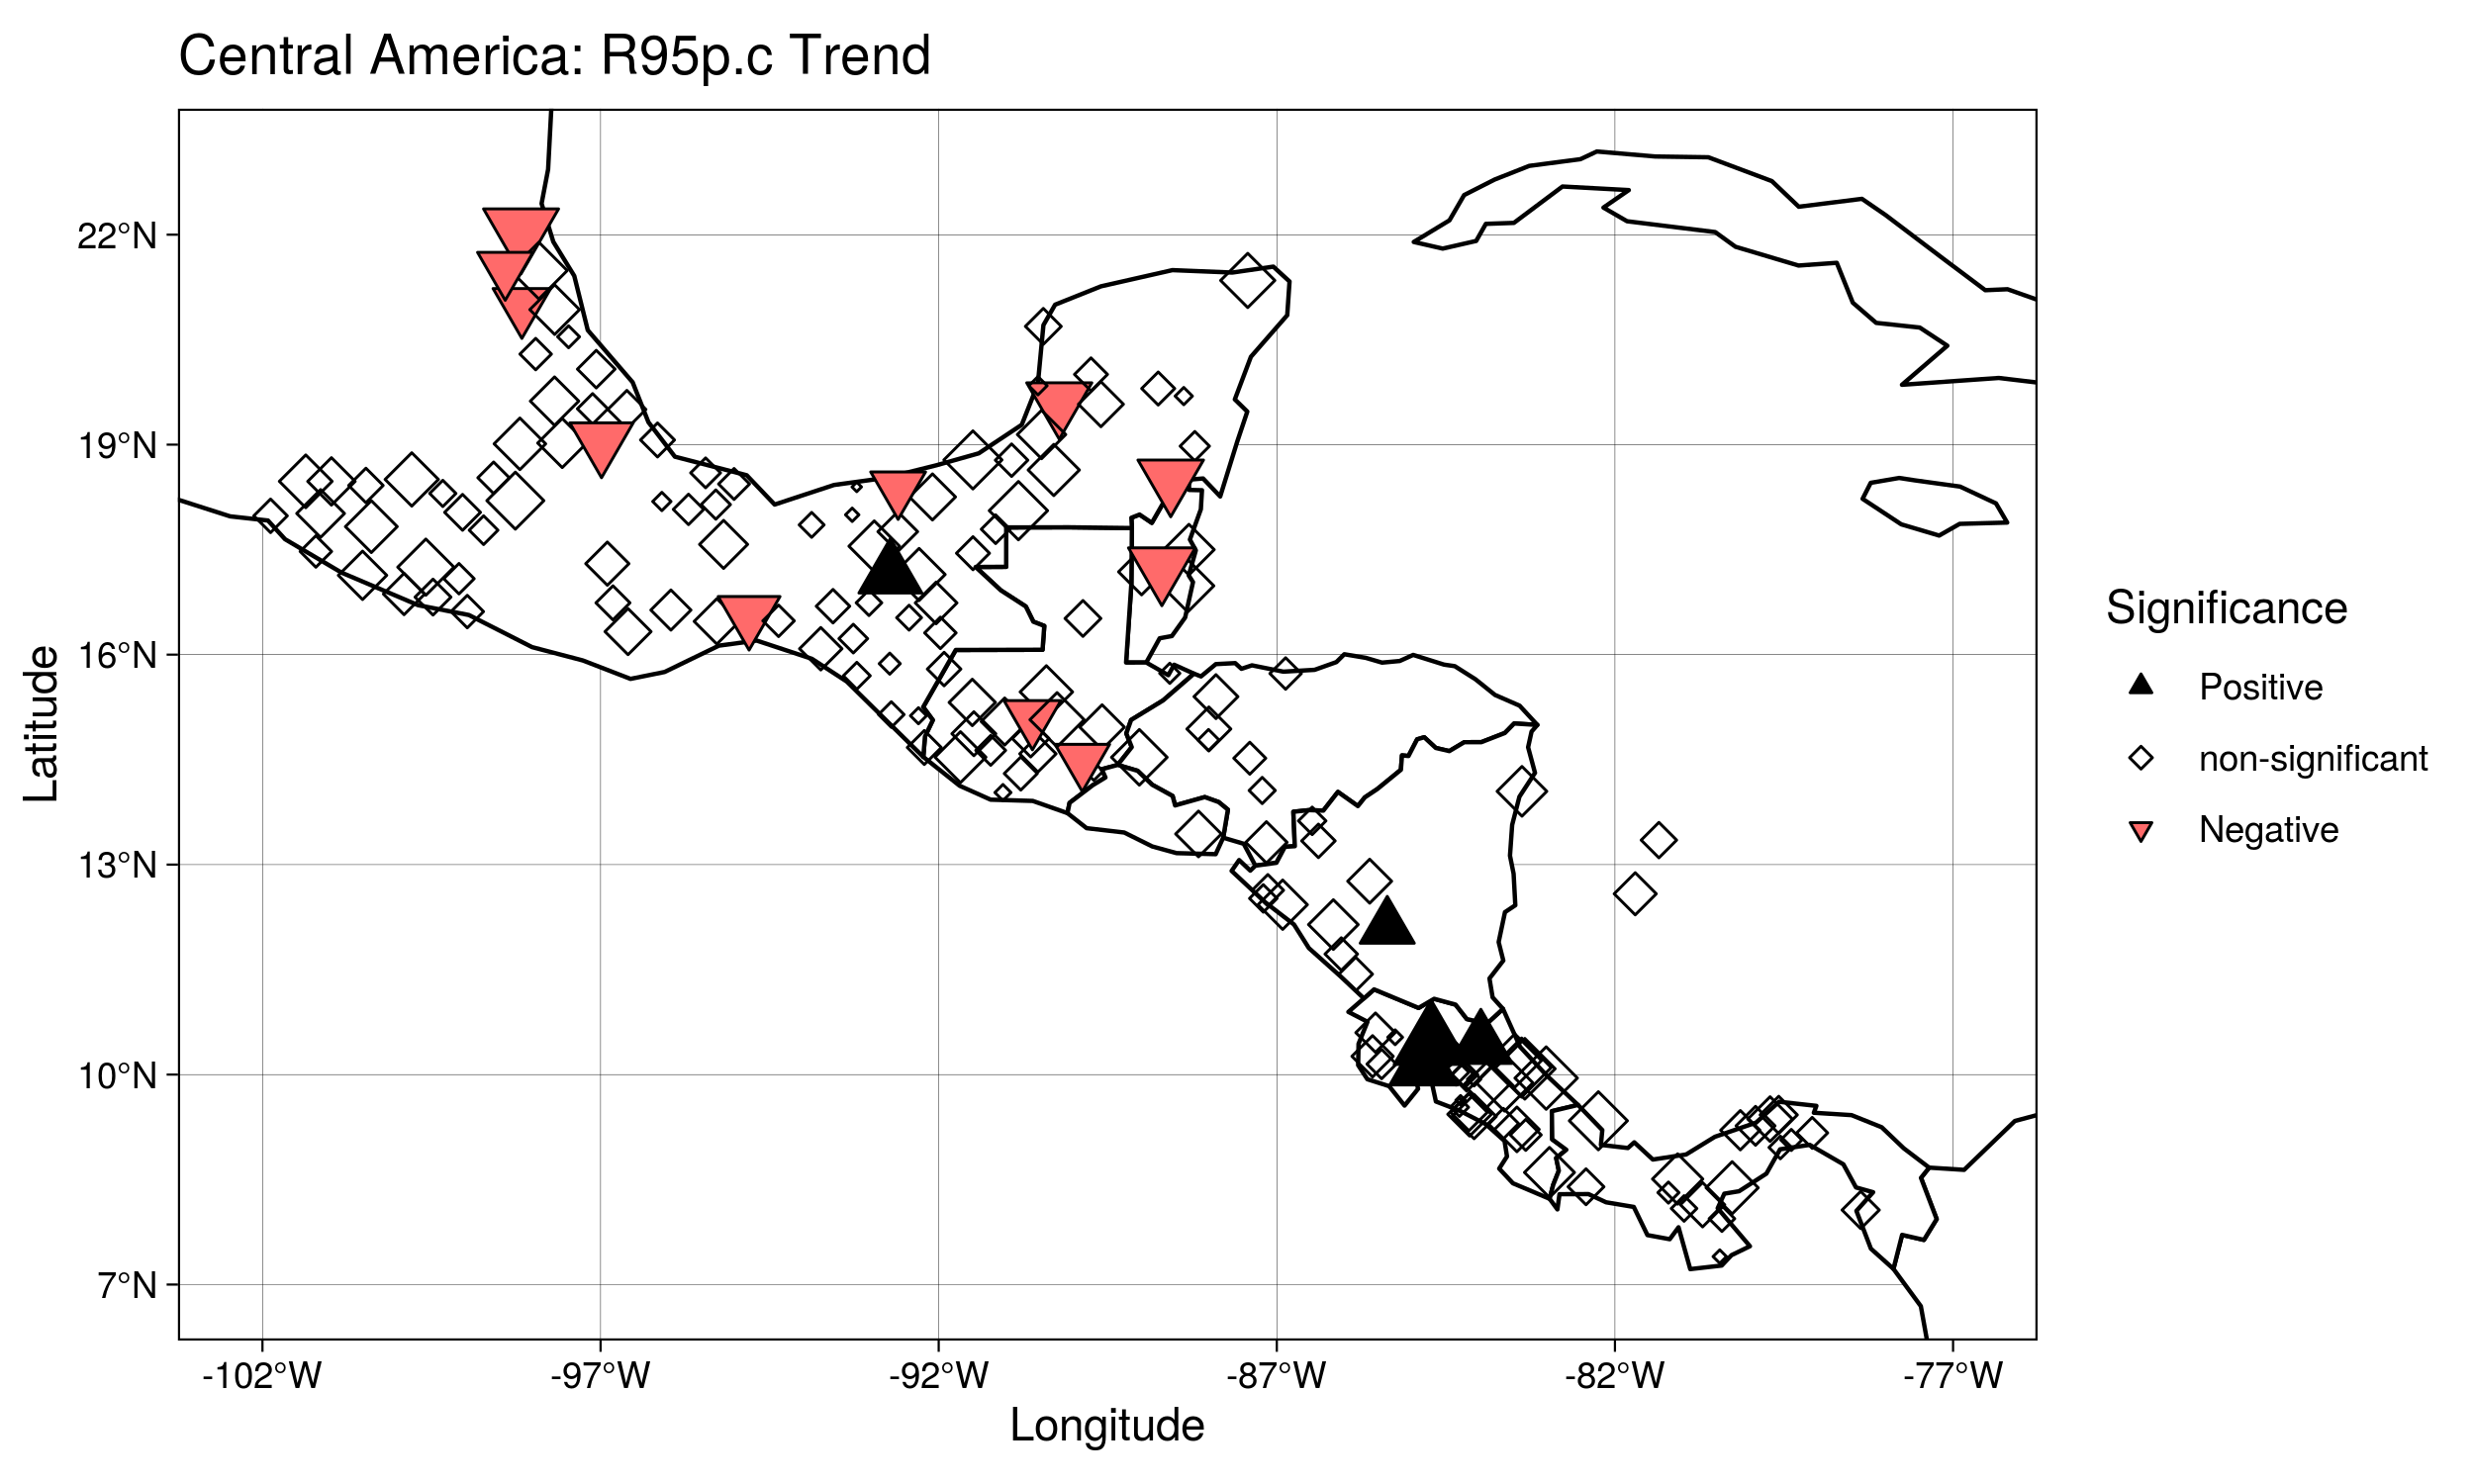 Central America: R95p.c Trend
22°N
19°N
16°N
13°N
10°N
7°N
Latitude
-102°W
-97°W
-92°W
-87°W
-82°W
-77°W
Longitude
Significance
Positive
non-significant
Negative